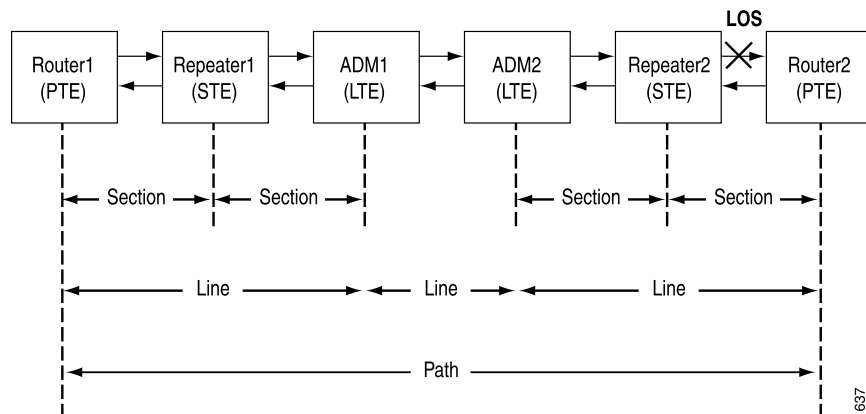 LOS
Router1
(PTE)
Repeater1
(STE)
ADM1
(LTE)
ADM2
(LTE)
Repeater2
(STE)
Router2
(PTE)
Section
Section
Section
Section
Line
Line
Line
Path
637